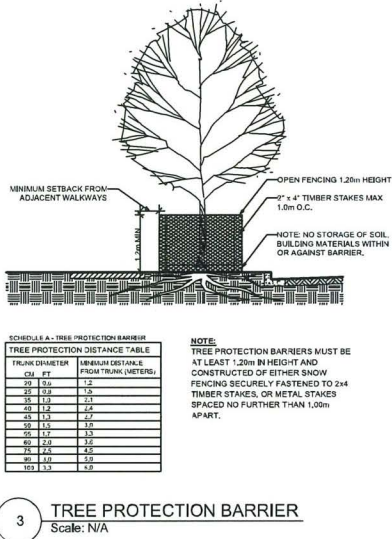 OPEN FENCING 1.20m HEIGHT
MINIMUM SETBACK FROM
ADJACENT WALKWAYS
2" x 4" TIMBER STAKES MAX
1.0m O.C.
1.2m MIN.
NOTE: NO STORAGE OF SOIL,
BUILDING MATERIALS WITHIN
OR AGAINST BARRIER.
SCHEDULE A - TREE PROTECTION BARRIER
TREE PROTECTION DISTANCE TABLE
TRUNK DIAMETER MINIMUM DISTANCE
CM FT FROM TRUNK (METERS)
20 0.6 1.2
25 0.8 1.5
35 1.0 2.1
40 1.2 2.4
45 1.3 2.7
50 1.5 3.0
55 1.7 3.3
60 2.0 3.6
75 2.5 4.5
90 3.0 5.0
100 3.3 6.0
NOTE:
TREE PROTECTION BARRIERS MUST BE
AT LEAST 1.20m IN HEIGHT AND
CONSTRUCTED OF EITHER SNOW
FENCING SECURELY FASTENED TO 2x4
TIMBER STAKES, OR METAL STAKES
SPACED NO FURTHER THAN 1.00m
APART.
3 TREE PROTECTION BARRIER
Scale: N/A